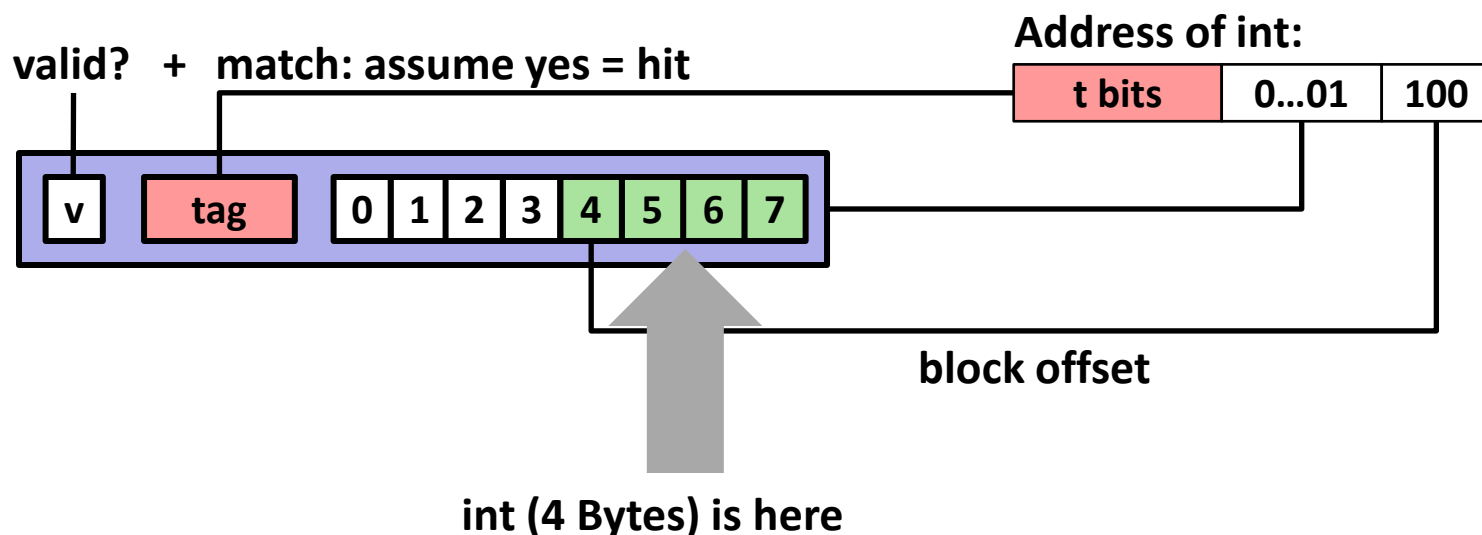 Address of int:
valid? + match: assume yes = hit
t bits 0...01 100
v tag 0 1 2 3 4 5 6 7
block offset
int (4 Bytes) is here